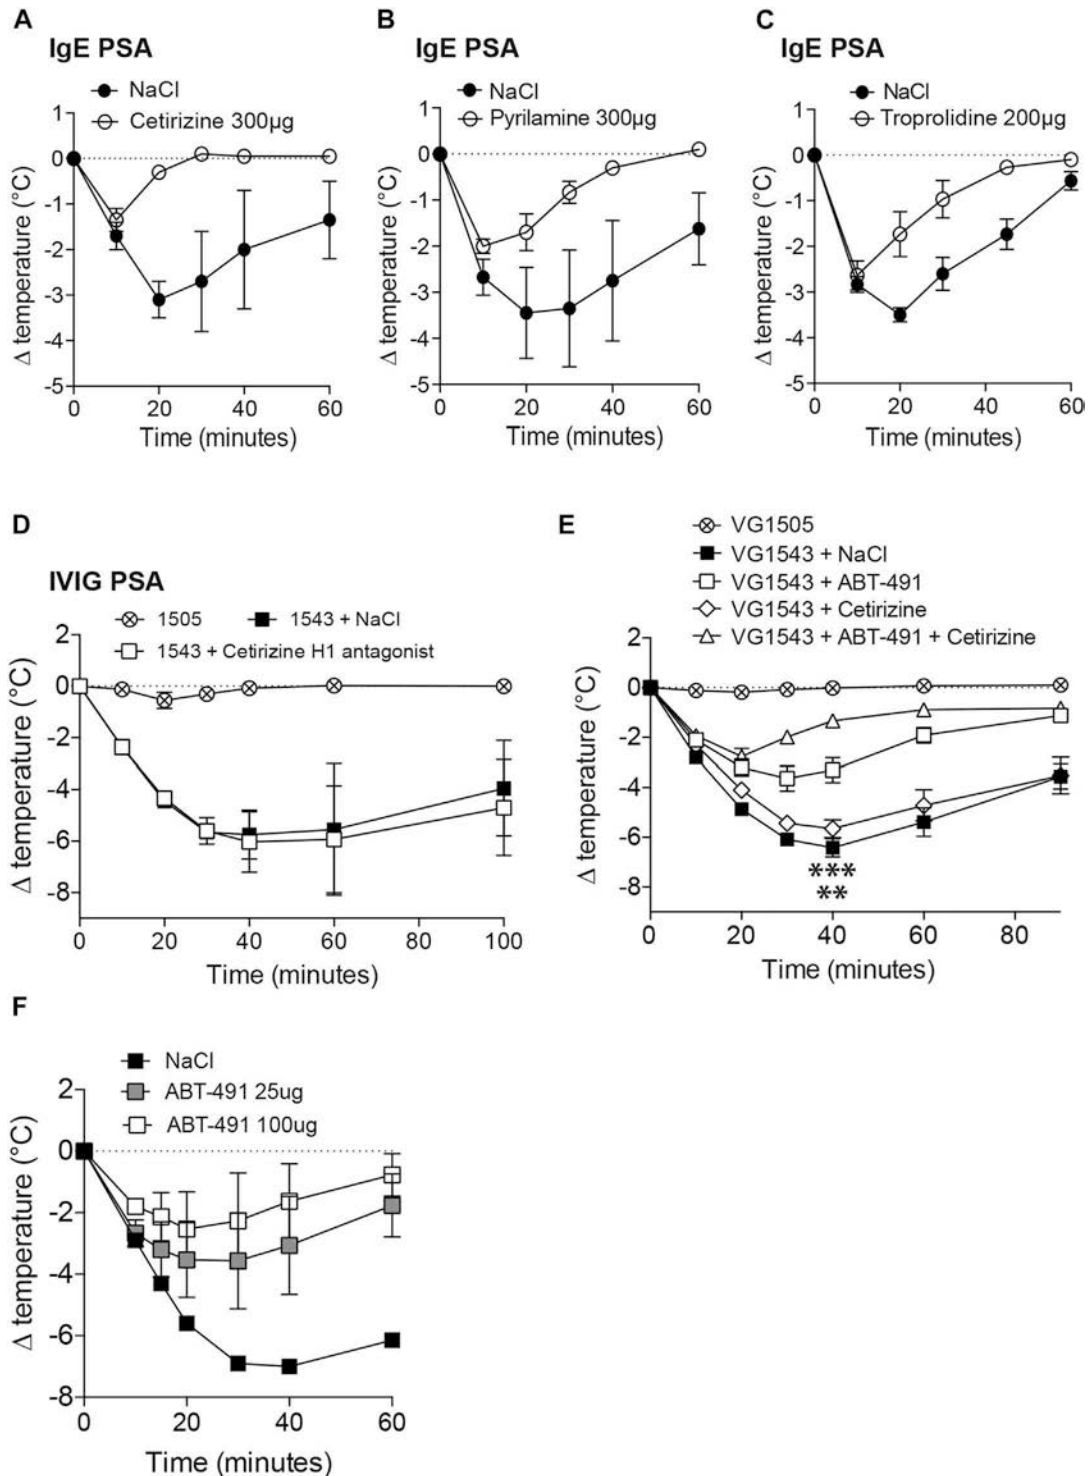 A
IgE PSA
NaCl
Cetirizine 300µg
1
0
-1
-2
-3
-4
-5
0 20 40 60
Δ temperature (°C)
Time (minutes)
B
IgE PSA
NaCl
Pyrilamine 300µg
1
0
-1
-2
-3
-4
-5
0 20 40 60
Δ temperature (°C)
Time (minutes)
C
IgE PSA
NaCl
Troprolidine 200µg
1
0
-1
-2
-3
-4
-5
0 20 40 60
Δ temperature (°C)
Time (minutes)
D
IVIG PSA
1505 1543 + NaCl
1543 + Cetirizine H1 antagonist
2
0
-2
-4
-6
-8
0 20 40 60 80 100
Δ temperature (°C)
Time (minutes)
E
VG1505
VG1543 + NaCl
VG1543 + ABT-491
VG1543 + Cetirizine
VG1543 + ABT-491 + Cetirizine
2
0
-2
-4
-6
-8
***
**
0 20 40 60 80
Δ temperature (°C)
Time (minutes)
F
NaCl
ABT-491 25ug
ABT-491 100ug
2
0
-2
-4
-6
-8
0 20 40 60
Δ temperature (°C)
Time (minutes)